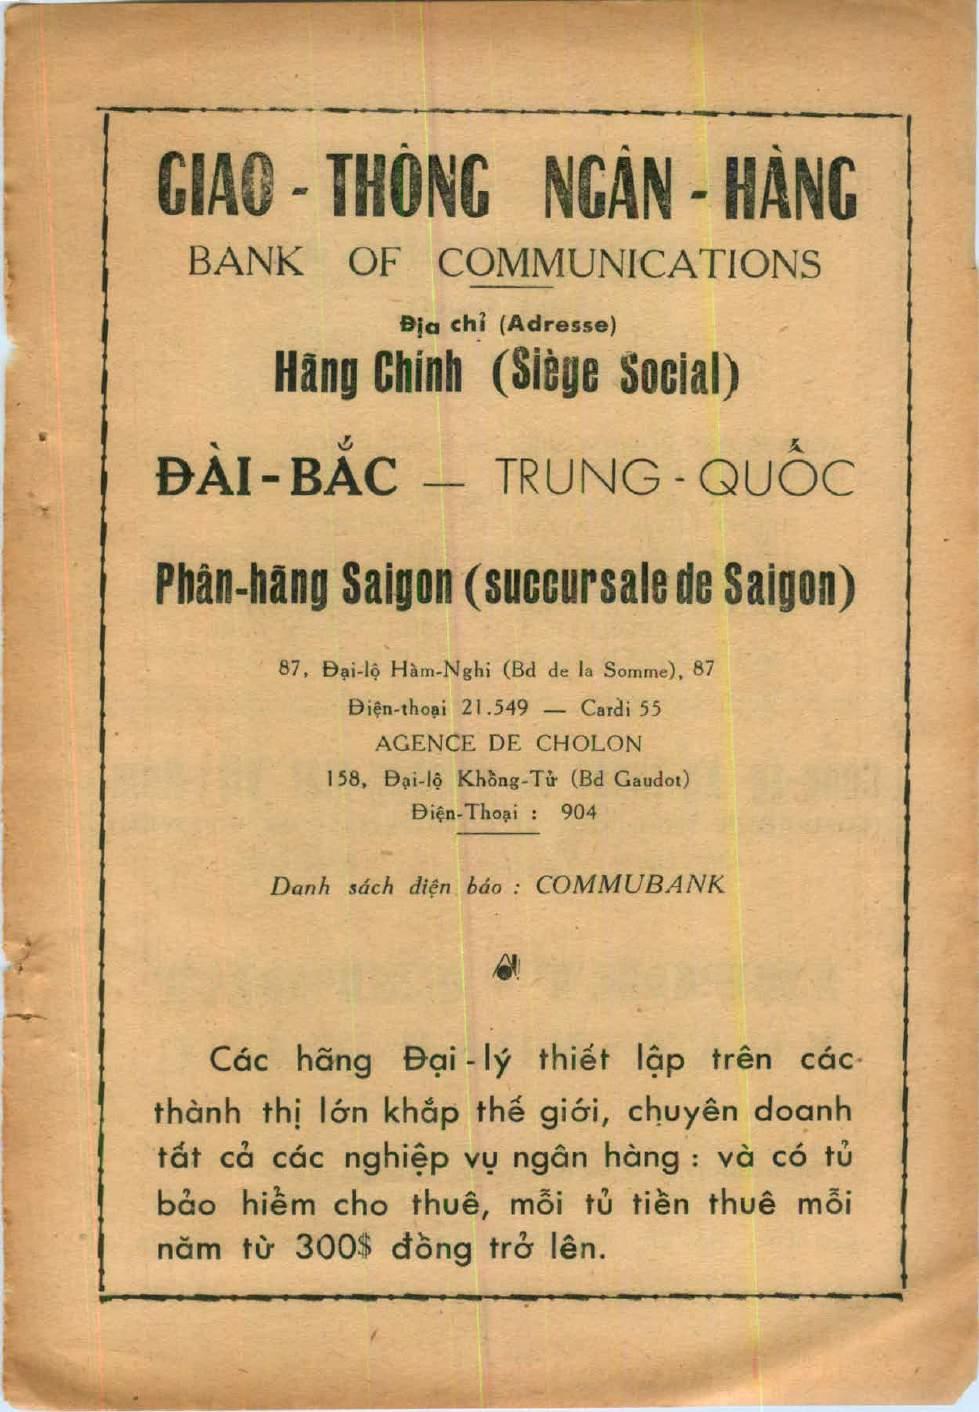 GIAO - THÔNG NGÂN - HÀNG
BANK OF COMMUNICATIONS
Địa chỉ (Adresse)
Hãng Chính (Siège Social)
ĐÀI-BẮC — TRUNG-QUỐC
Phân-hãng Saigon (succursale de Saigon)
87, Đại-lộ Hàm-Nghi (Bd de la Somme), 87
Điện-thoại 21.549 — Cardi 55
AGENCE DE CHOLON
158, Đại-lộ Khồng-Tử (Bd Gaudot)
Điện-Thoại : 904
Danh sách điện báo : COMMUBANK
Các hãng Đại-lý thiết lập trên các
thành thị lớn khắp thế giới, chuyên doanh
tất cả các nghiệp vụ ngân hàng : và có tủ
bảo hiểm cho thuê, mỗi tủ tiền thuê mỗi
năm từ 300$ đồng trở lên.